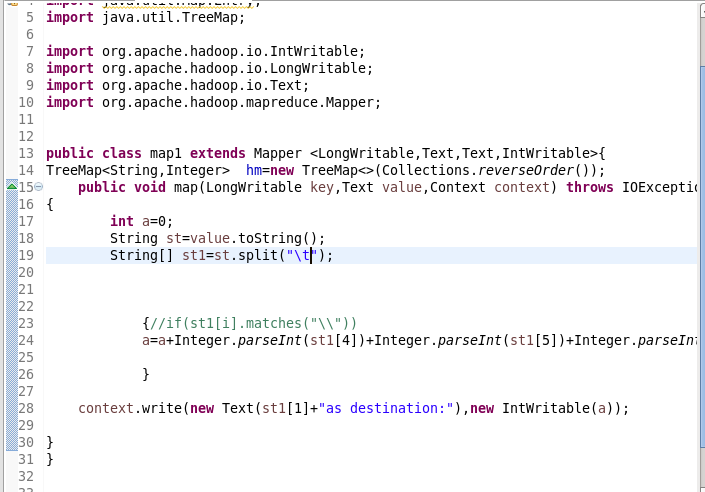 5 import java.util.TreeMap;
6
7 import org.apache.hadoop.io.IntWritable;
8 import org.apache.hadoop.io.LongWritable;
9 import org.apache.hadoop.io.Text;
10 import org.apache.hadoop.mapreduce.Mapper;
11
12
13 public class map1 extends Mapper <LongWritable,Text,Text,IntWritable>{
14 TreeMap<String,Integer>  hm=new TreeMap<>(Collections.reverseOrder());
15     public void map(LongWritable key,Text value,Context context) throws IOExceptio
16 {
17         int a=0;
18         String st=value.toString();
19         String[] st1=st.split("\t");
20
21
22
23             {//if(st1[i].matches("\\"))
24             a=a+Integer.parseInt(st1[4])+Integer.parseInt(st1[5])+Integer.parseInt
25
26             }
27
28     context.write(new Text(st1[1]+"as destination:"),new IntWritable(a));
29
30 }
31 }
32